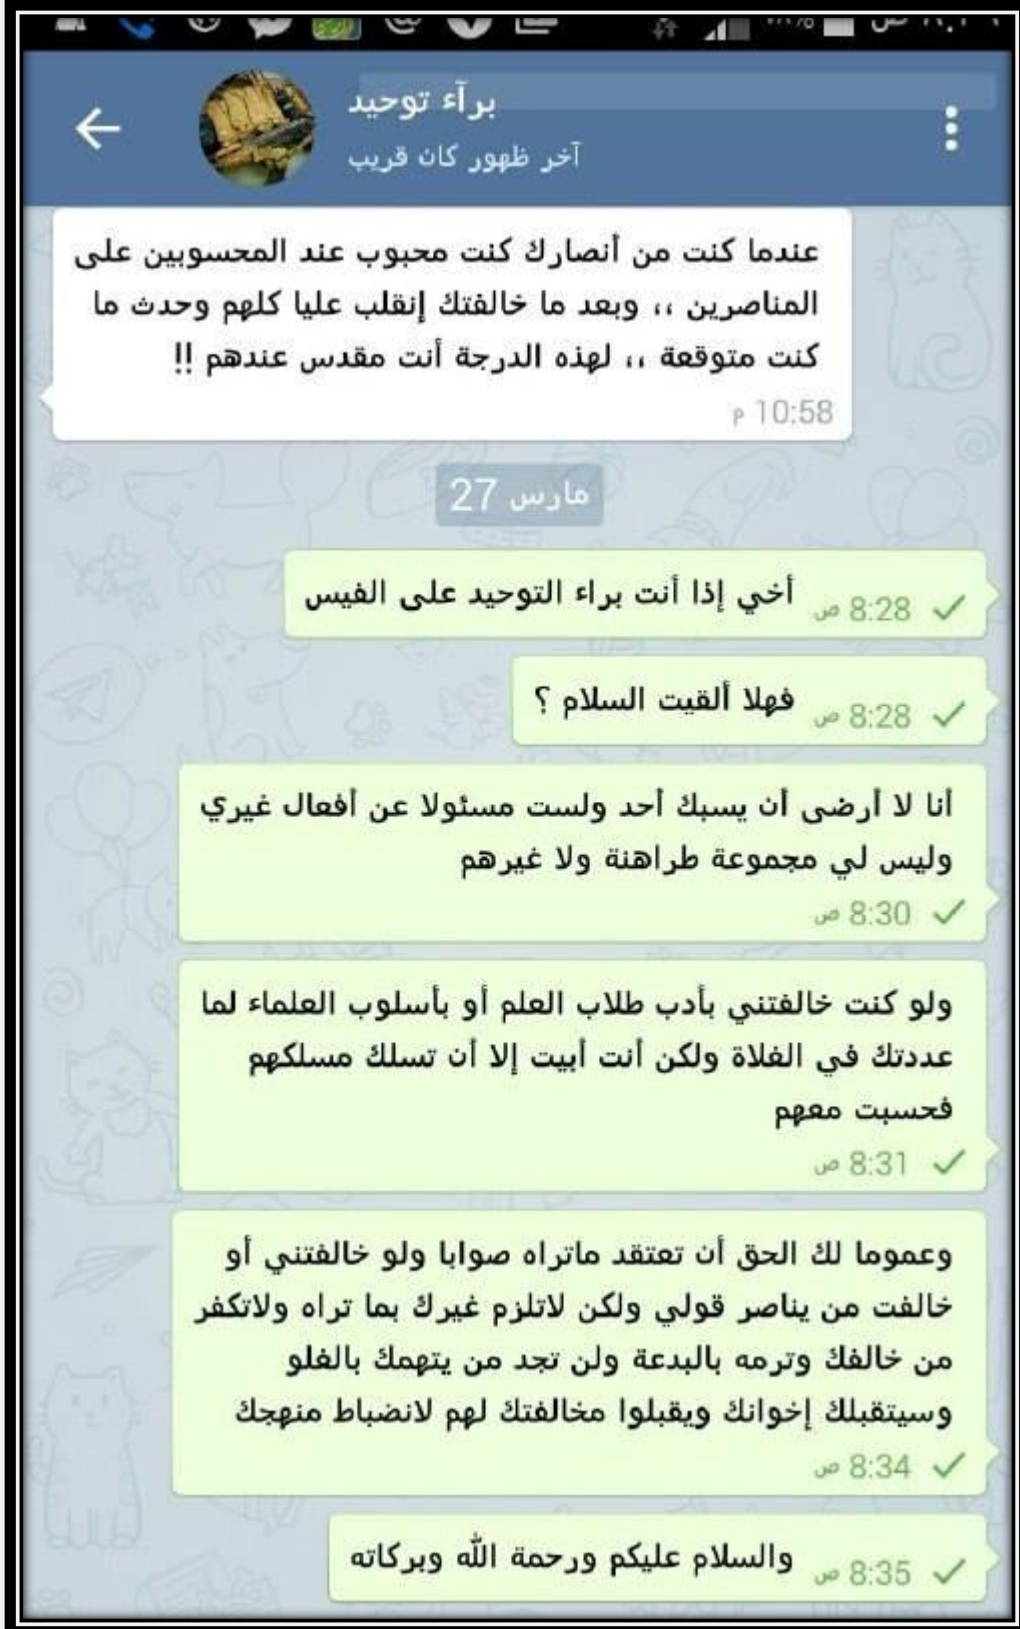 برآء توحيد
آخر ظهور كان قريب
عندما كنت من أنصارك كنت محبوب عند المحسوبين على
المناصرين ،، وبعد ما خالفتك إنقلب عليا كلهم وحدث ما
كنت متوقعة ،، لهذه الدرجة أنت مقدس عندهم !!
10:58 م
مارس 27
أخي إذا أنت براء التوحيد على الفيس
8:28 ص
فهلا ألقيت السلام ؟
8:28 ص
أنا لا أرضى أن يسبك أحد ولست مسئولا عن أفعال غيري
وليس لي مجموعة طراهنة ولا غيرهم
8:30 ص
ولو كنت خالفتني بأدب طلاب العلم أو بأسلوب العلماء لما
عددتك في الغلاة ولكن أنت أبيت إلا أن تسلك مسلكهم
فحسبت معهم
8:31 ص
وعموما لك الحق أن تعتقد ماتراه صوابا ولو خالفتني أو
خالفت من يناصر قولي ولكن لاتلزم غيرك بما تراه ولاتكفر
من خالفك وترمه بالبدعة ولن تجد من يتهمك بالغلو
وسيتقبلك إخوانك ويقبلوا مخالفتك لهم لانضباط منهجك
8:34 ص
والسلام عليكم ورحمة الله وبركاته
8:35 ص